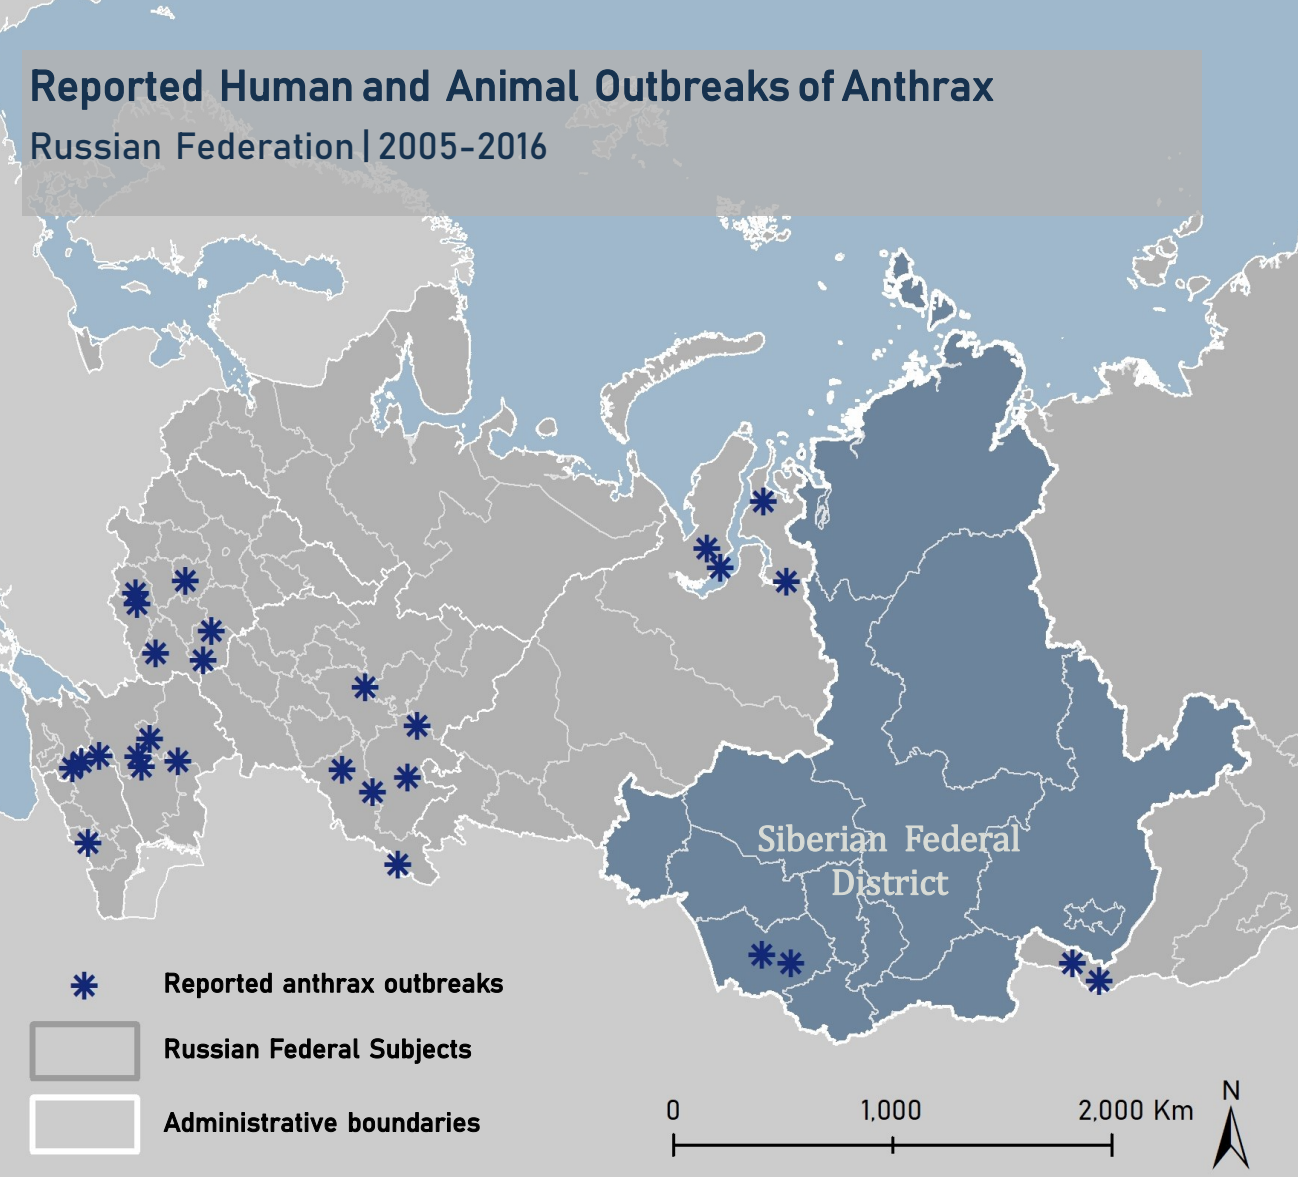 Reported Human and Animal Outbreaks of Anthrax
Russian Federation | 2005-2016
Siberian Federal
District
Reported anthrax outbreaks
Russian Federal Subjects
Administrative boundaries
0 1,000 2,000 Km
N